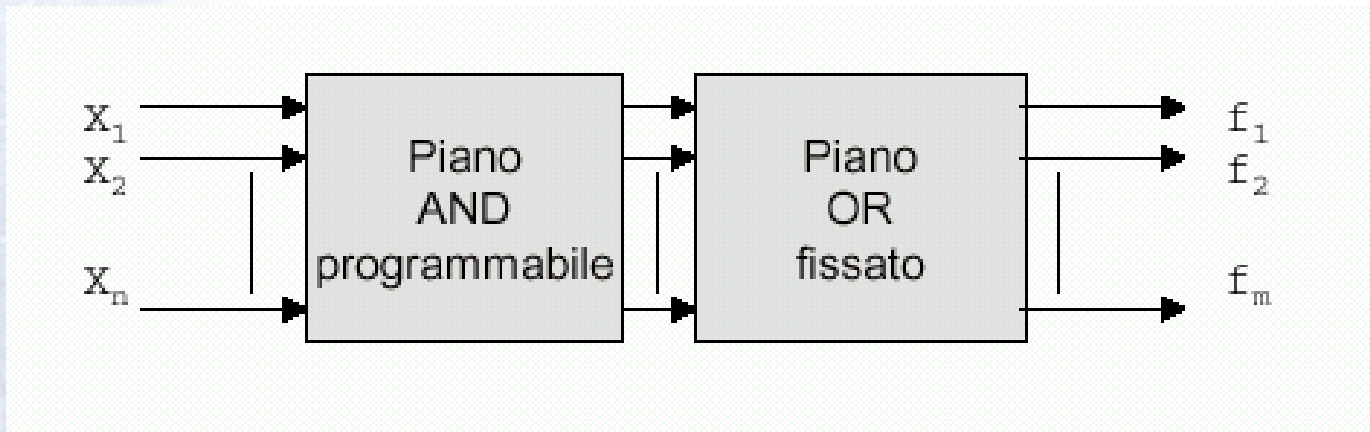 X1
X2
Xn
Piano
AND
programmabile
Piano
OR
fissato
f1
f2
fm